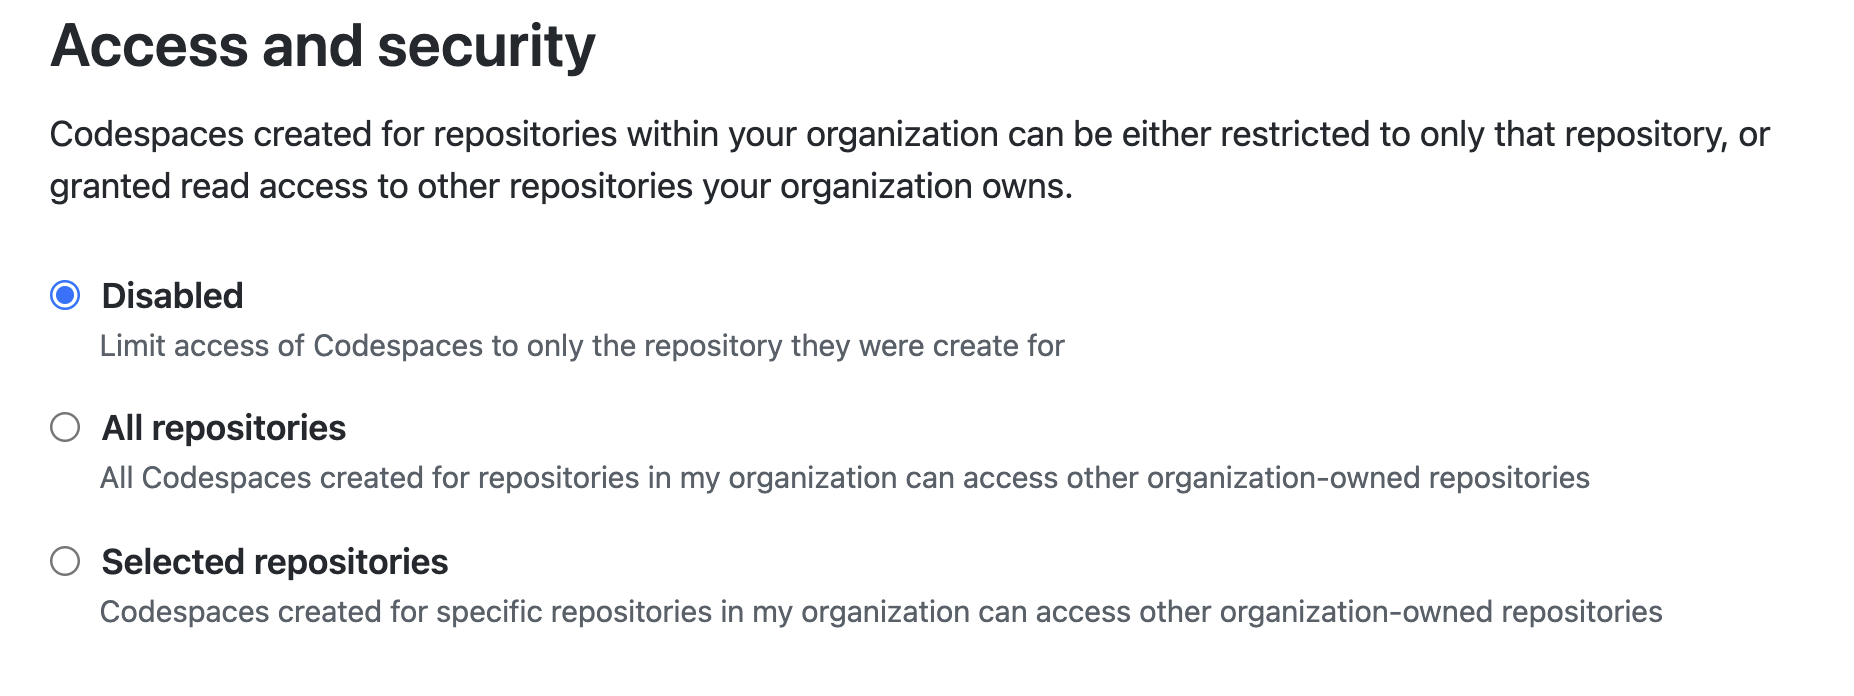 Access and security
Codespaces created for repositories within your organization can be either restricted to only that repository, or
granted read access to other repositories your organization owns.
Disabled
Limit access of Codespaces to only the repository they were create for
All repositories
All Codespaces created for repositories in my organization can access other organization-owned repositories
Selected repositories
Codespaces created for specific repositories in my organization can access other organization-owned repositories